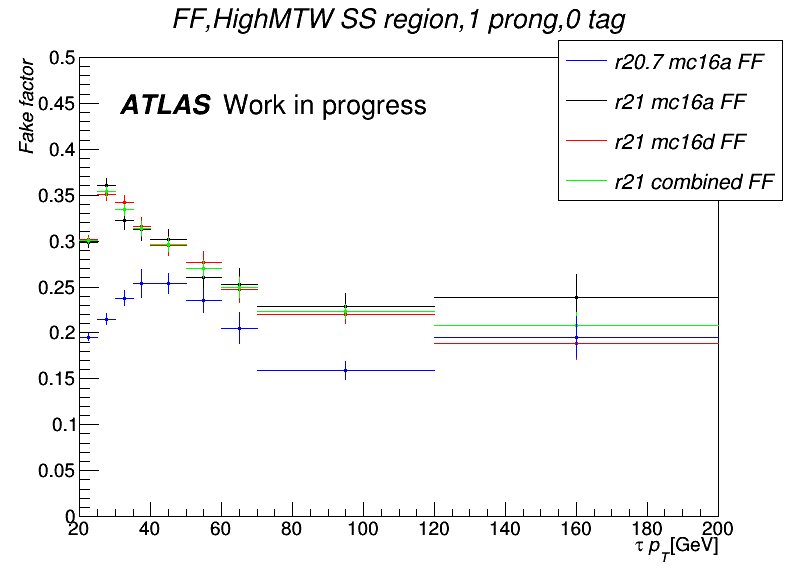 FF,HighMTW SS region,1 prong,0 tag
Fake factor
0.5
0.45
0.4
0.35
0.3
0.25
0.2
0.15
0.1
0.05
0
ATLAS Work in progress
r20.7 mc16a FF
r21 mc16a FF
r21 mc16d FF
r21 combined FF
20 40 60 80 100 120 140 160 180 200
τ p_T[GeV]